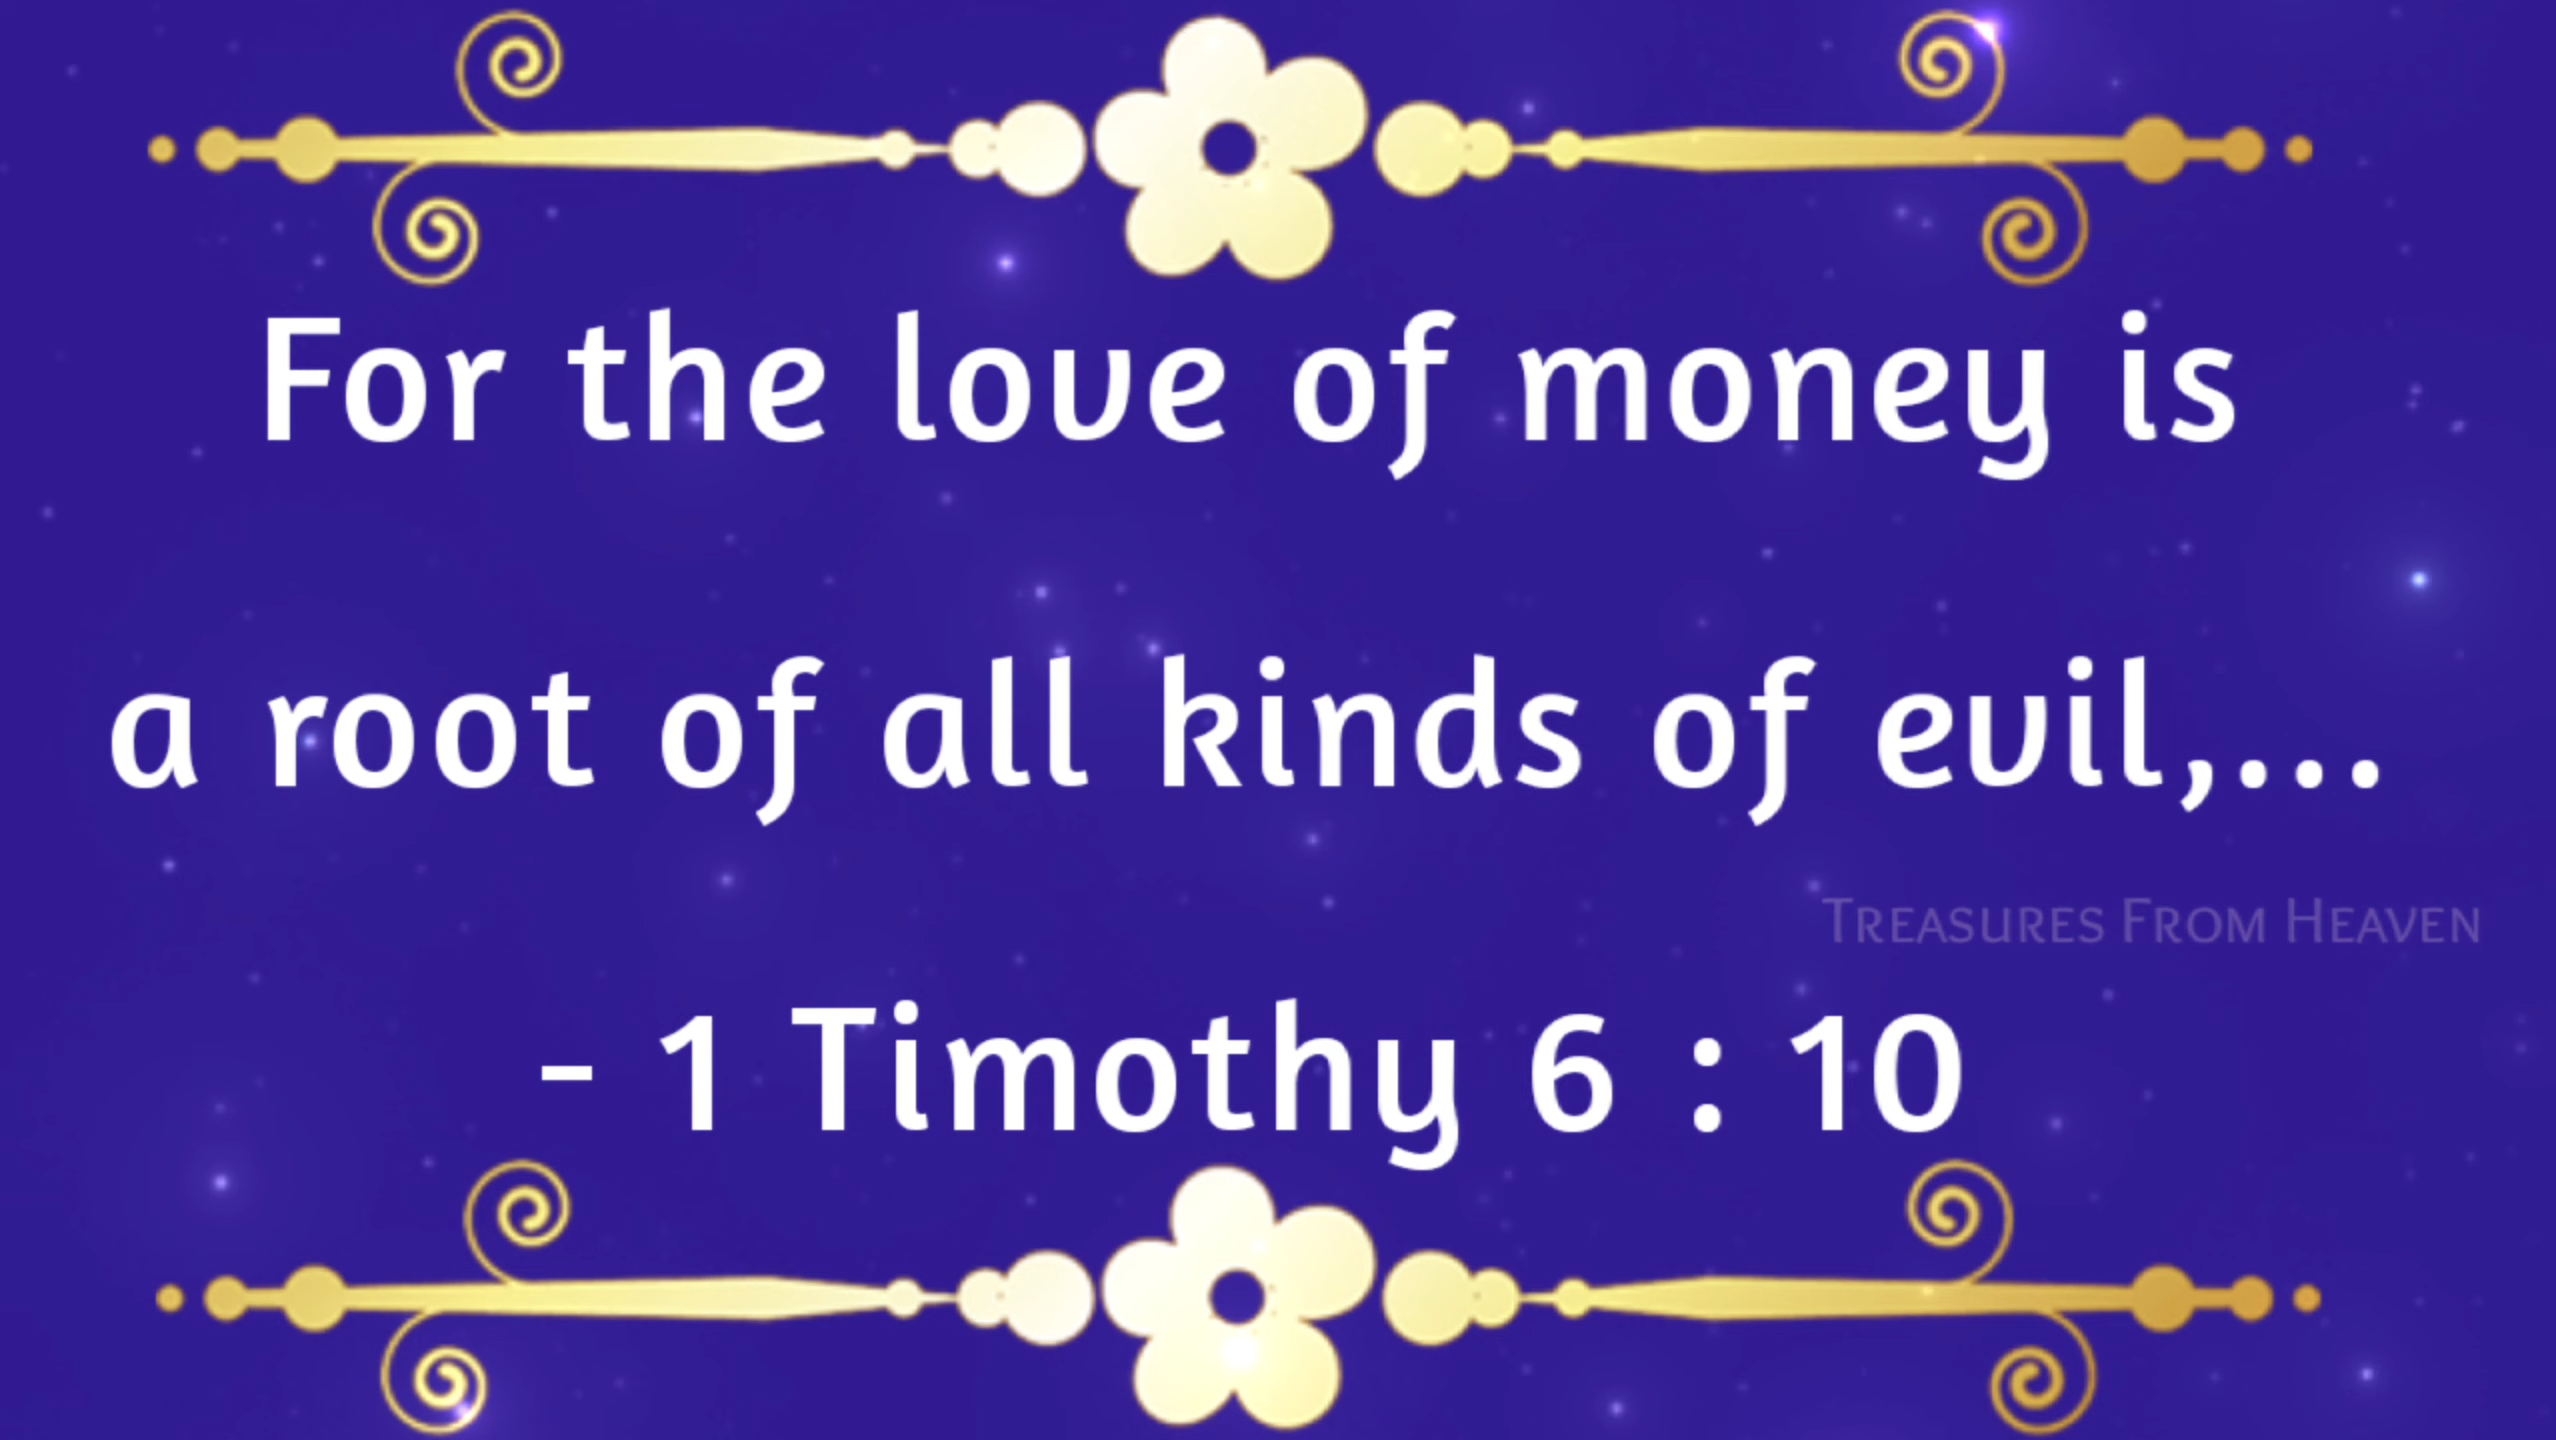 For the love of money is
a root of all kinds of evil,...
TREASURES FROM HEAVEN
- 1 Timothy 6 : 10